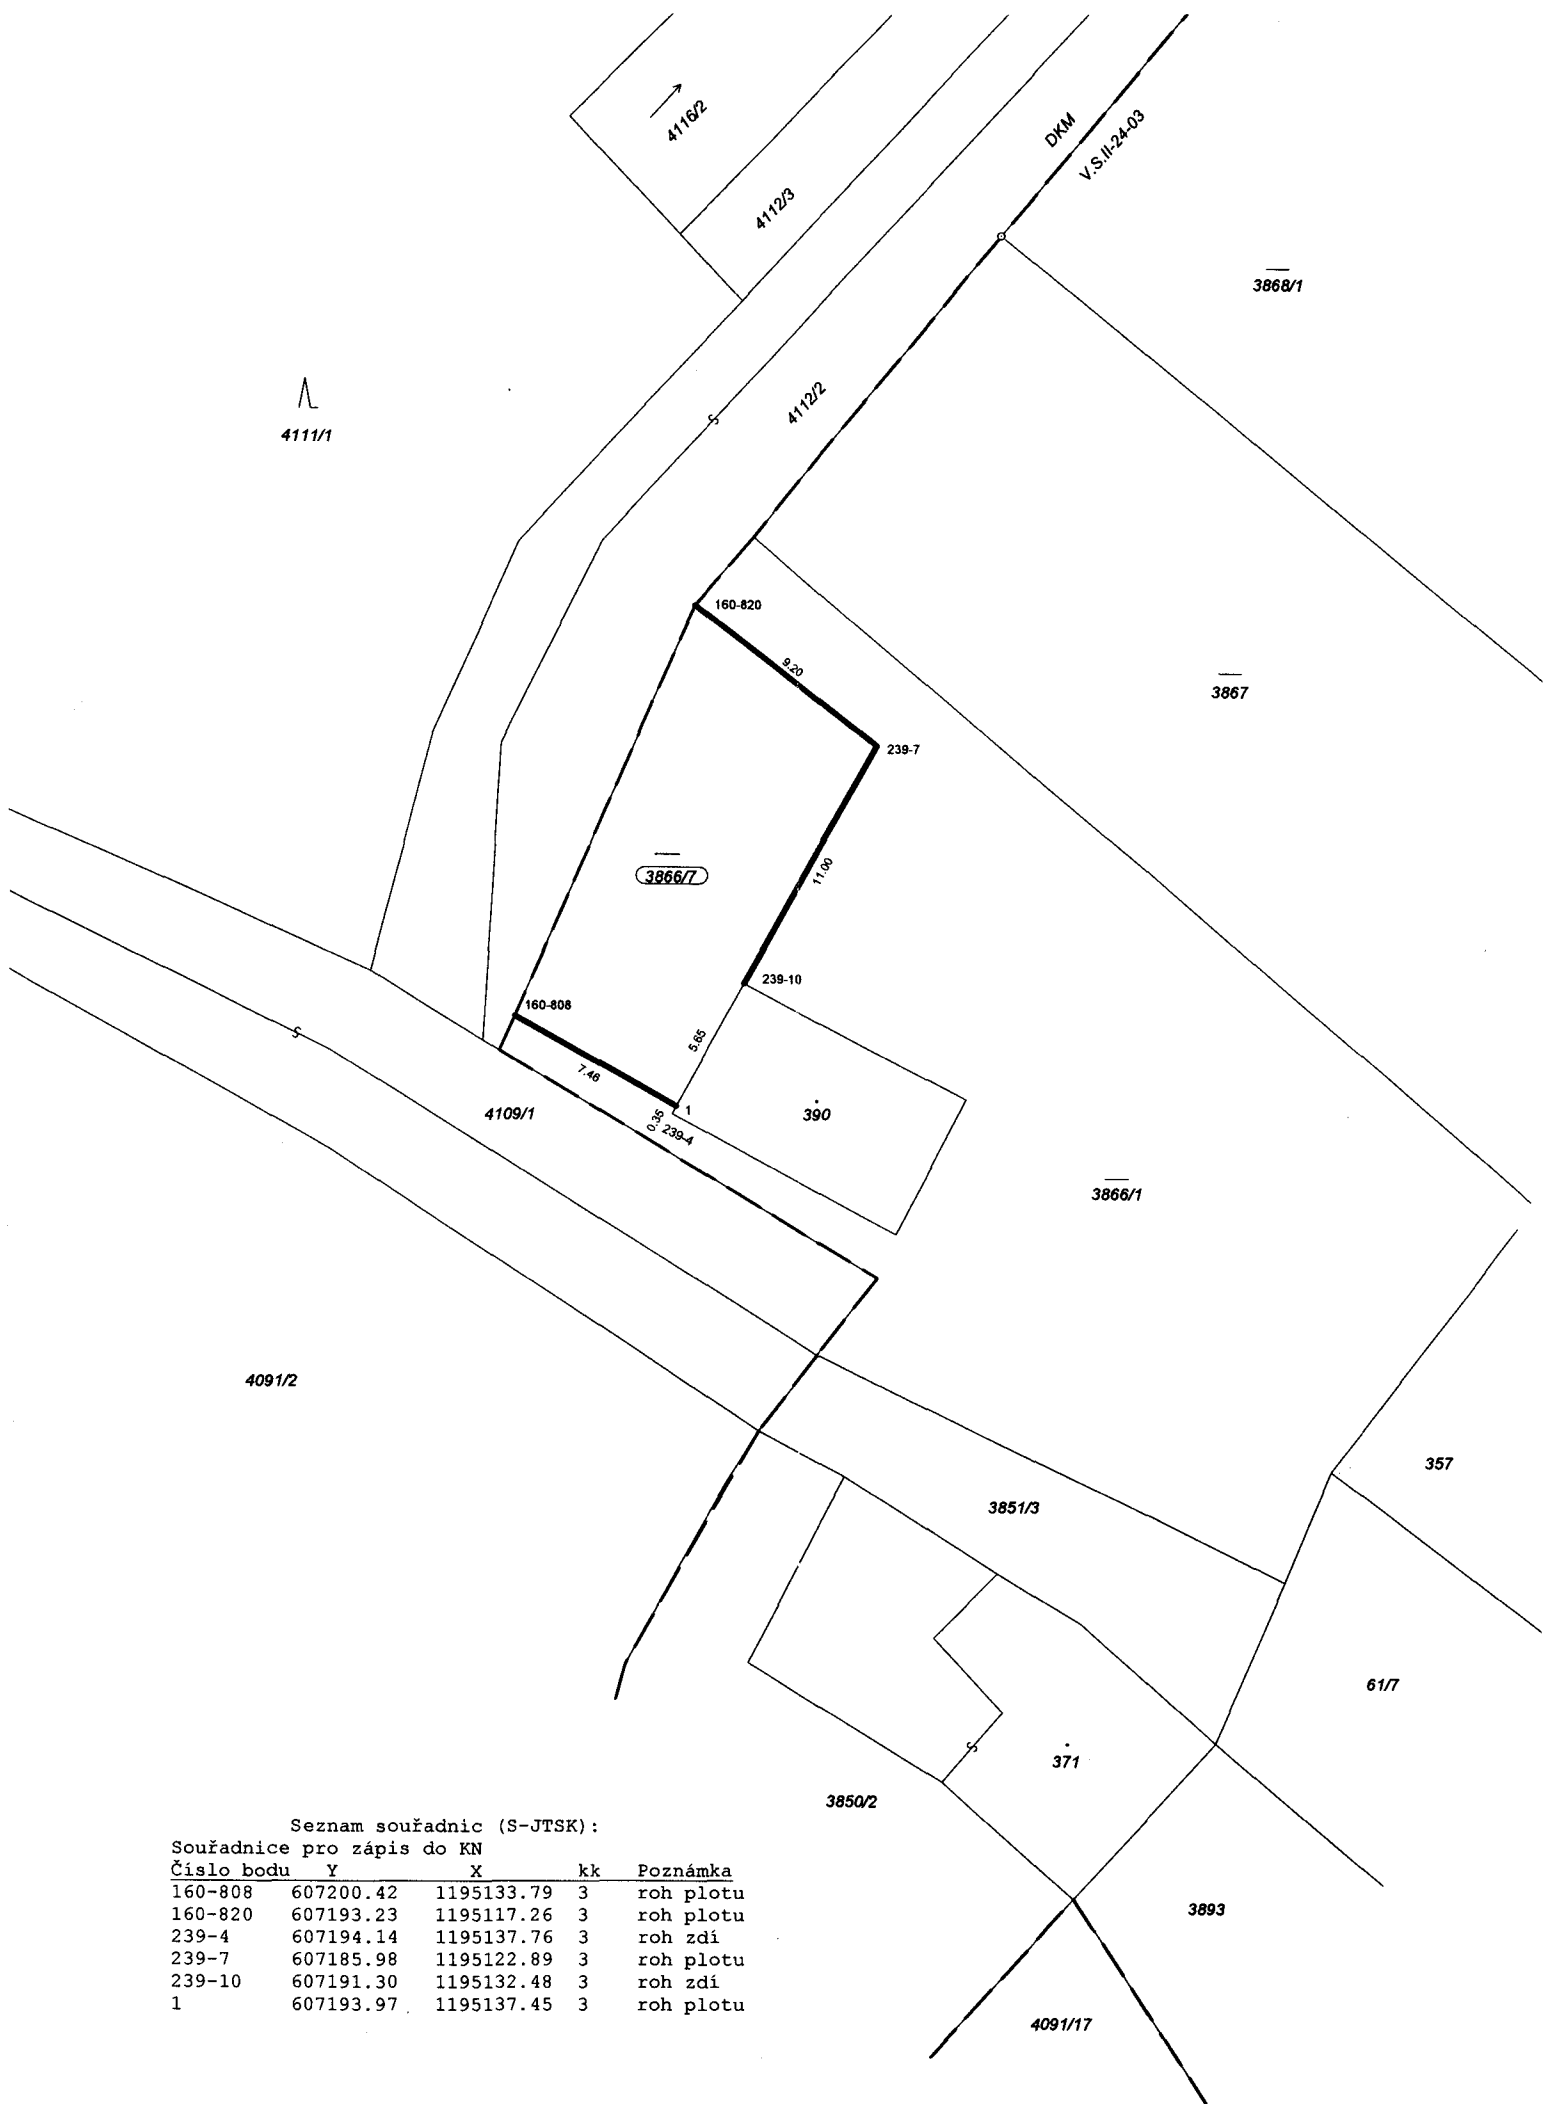 4116/2
DKM
V.S.II-24-03
4112/3
3868/1
4112/2
4111/1
160-820
9.20
3867
239-7
3866/7
11.00
239-10
160-808
5.65
7.46
4109/1
1
0.35
239-4
390
3866/1
4091/2
357
3851/3
61/7
371
3850/2
3893
4091/17
Seznam souřadnic (S-JTSK):
Souřadnice pro zápis do KN
Číslo bodu Y X kk Poznámka
160-808 607200.42 1195133.79 3 roh plotu
160-820 607193.23 1195117.26 3 roh plotu
239-4 607194.14 1195137.76 3 roh zdí
239-7 607185.98 1195122.89 3 roh plotu
239-10 607191.30 1195132.48 3 roh zdí
1 607193.97 1195137.45 3 roh plotu